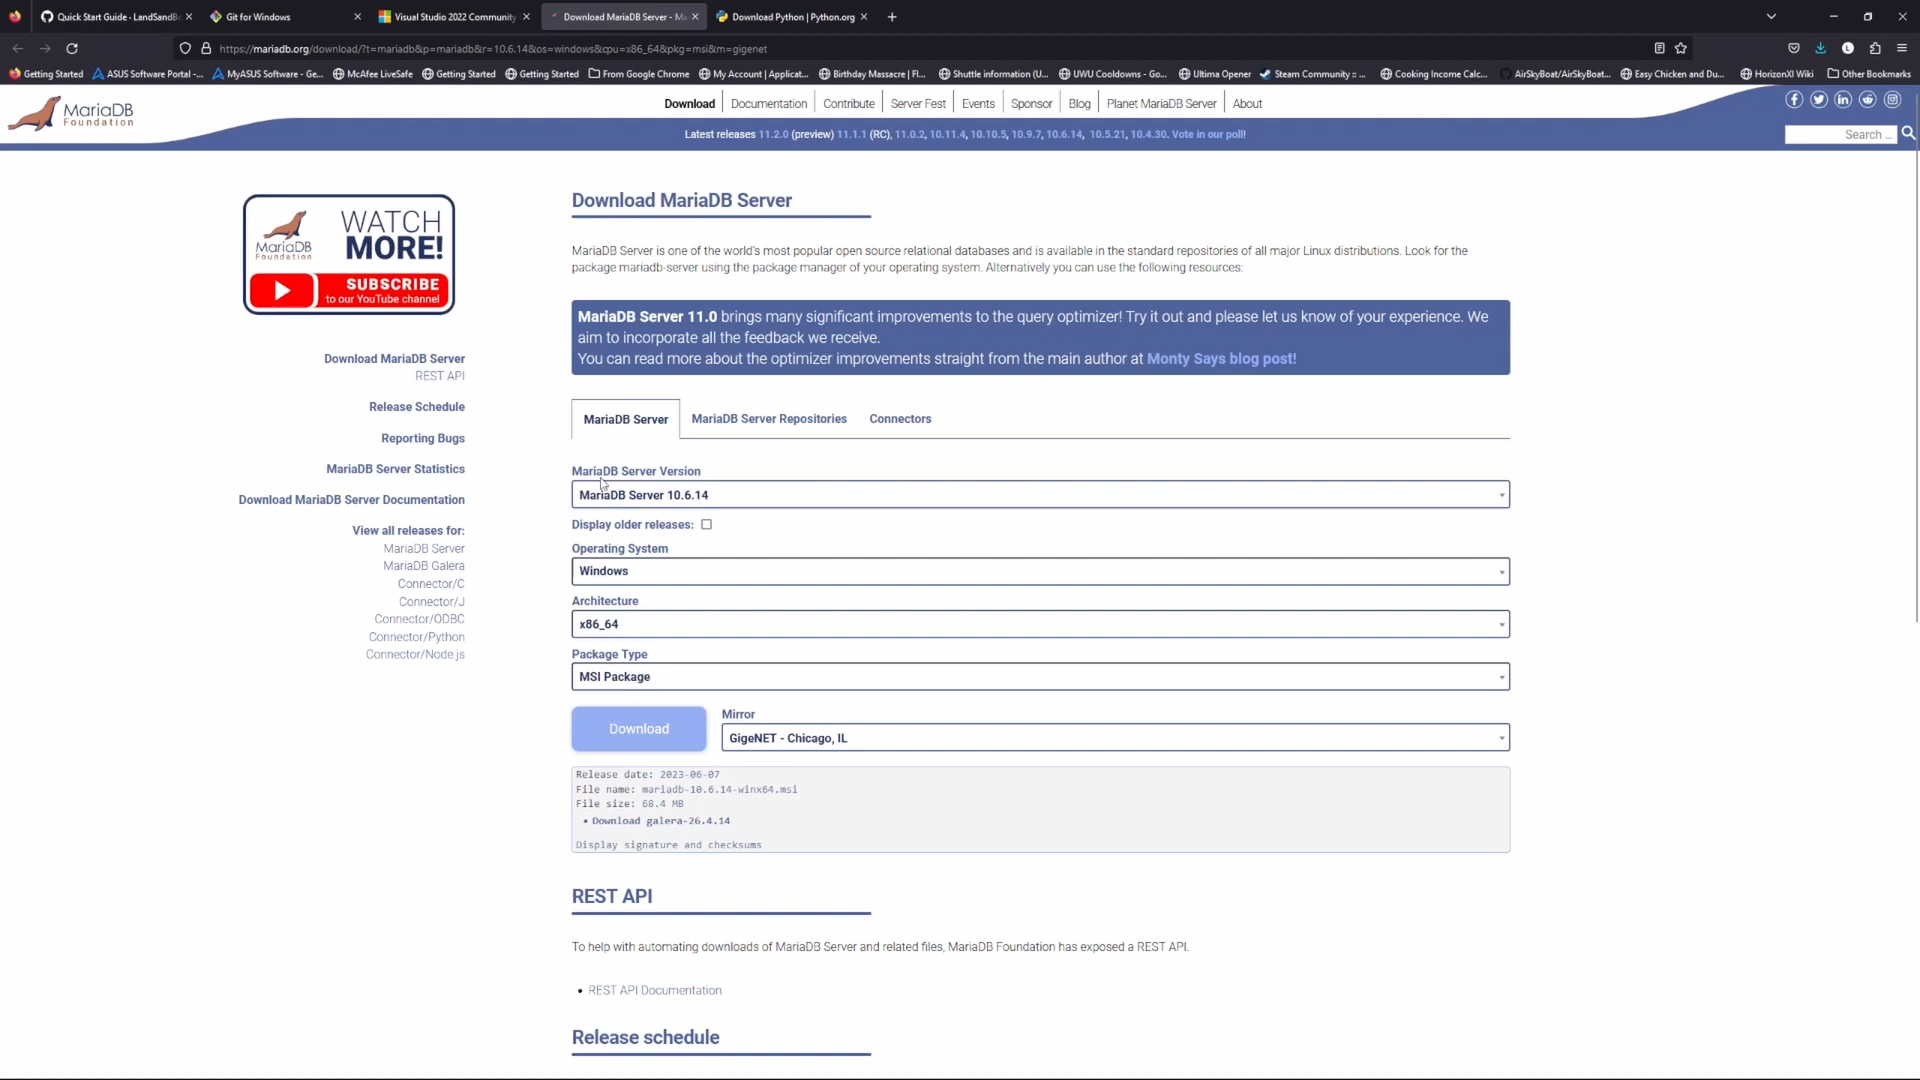 Quick Start Guide - LandSandB
Git for Windows
Visual Studio 2022 Community
Download MariaDB Server - Ma
Download Python | Python.org
https://mariadb.org/download/?t=mariadb&p=mariadb&r=10.6.14&os=windows&cpu=x86_64&pkg=msi&m=gigenet
Getting Started
ASUS Software Portal -...
MyASUS Software - Ge...
McAfee LiveSafe
Getting Started
Getting Started
From Google Chrome
My Account | Applicat...
Birthday Massacre | Fl...
Shuttle information (U...
UWU Cooldowns - Go...
Ultima Opener
Steam Community :: ...
Cooking Income Calc...
AirSkyBoat/AirSkyBoat...
Easy Chicken and Du...
HorizonXI Wiki
Other Bookmarks
MariaDB
Foundation
Download
Documentation
Contribute
Server Fest
Events
Sponsor
Blog
Planet MariaDB Server
About
Latest releases 11.2.0 (preview) 11.1.1 (RC), 11.0.2, 10.11.4, 10.10.5, 10.9.7, 10.6.14, 10.5.21, 10.4.30. Vote in our poll!
Search ...
WATCH
MORE!
MariaDB
Foundation
SUBSCRIBE
to our YouTube channel
Download MariaDB Server
REST API
Release Schedule
Reporting Bugs
MariaDB Server Statistics
Download MariaDB Server Documentation
View all releases for:
MariaDB Server
MariaDB Galera
Connector/C
Connector/J
Connector/ODBC
Connector/Python
Connector/Node.js
Download MariaDB Server
MariaDB Server is one of the world's most popular open source relational databases and is available in the standard repositories of all major Linux distributions. Look for the
package mariadb-server using the package manager of your operating system. Alternatively you can use the following resources:
MariaDB Server 11.0 brings many significant improvements to the query optimizer! Try it out and please let us know of your experience. We
aim to incorporate all the feedback we receive.
You can read more about the optimizer improvements straight from the main author at Monty Says blog post!
MariaDB Server
MariaDB Server Repositories
Connectors
MariaDB Server Version
MariaDB Server 10.6.14
Display older releases:
Operating System
Windows
Architecture
x86_64
Package Type
MSI Package
Download
Mirror
GigeNET - Chicago, IL
Release date: 2023-06-07
File name: mariadb-10.6.14-winx64.msi
File size: 68.4 MB
• Download galera-26.4.14
Display signature and checksums
REST API
To help with automating downloads of MariaDB Server and related files, MariaDB Foundation has exposed a REST API.
• REST API Documentation
Release schedule